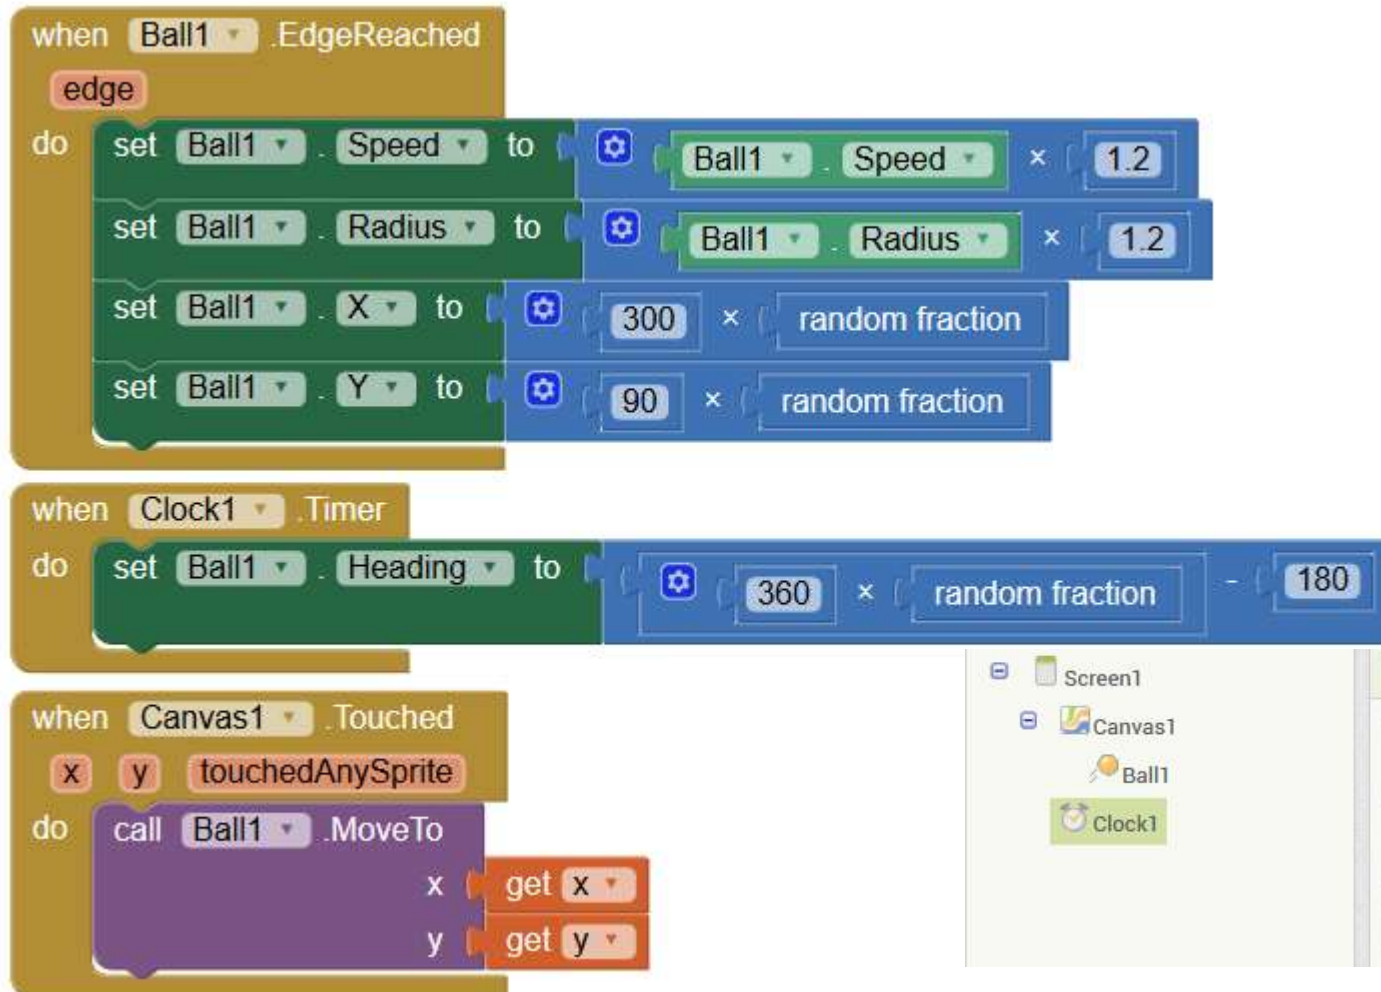 when Ball1 .EdgeReached
edge
do set Ball1 . Speed to Ball1 . Speed × 1.2
set Ball1 . Radius to Ball1 . Radius × 1.2
set Ball1 . X to 300 × random fraction
set Ball1 . Y to 90 × random fraction
when Clock1 .Timer
do set Ball1 . Heading to 360 × random fraction - 180
when Canvas1 .Touched
x y touchedAnySprite
do call Ball1 .MoveTo
x get x
y get y
Screen1
Canvas1
Ball1
Clock1